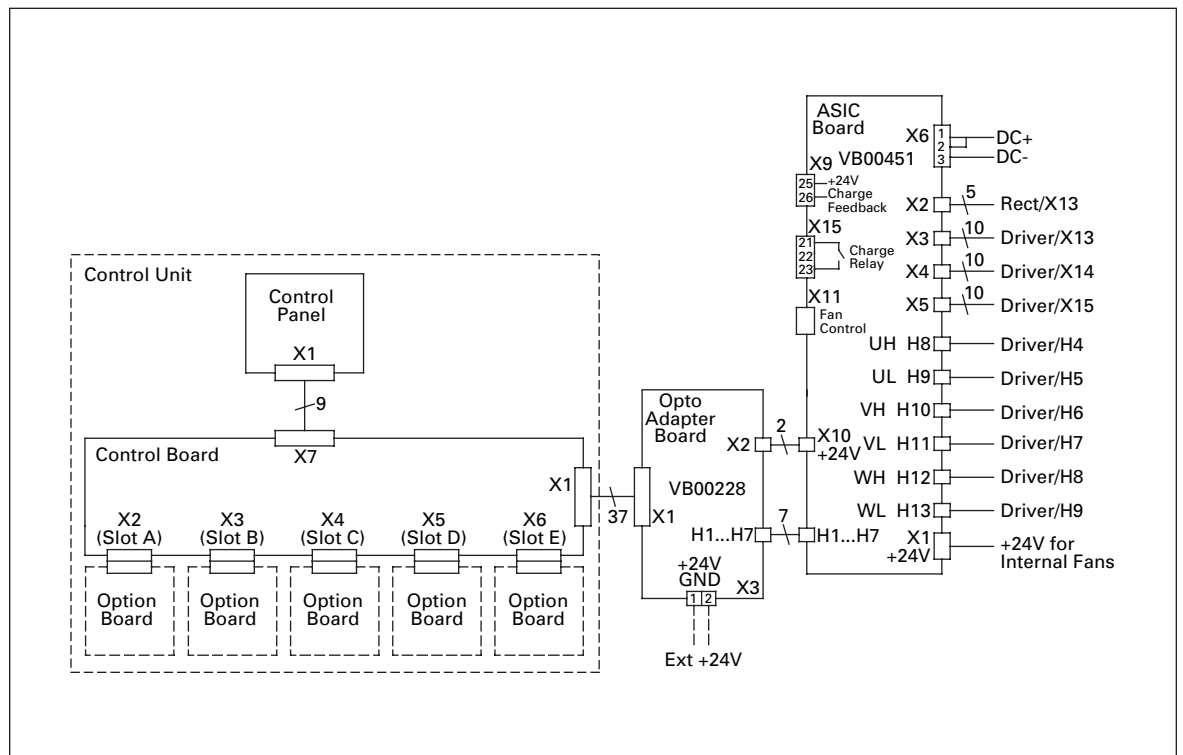 ASIC
Board
X6
1
2
3
DC+
DC-
VB00451
X9
25
26
+24V
Charge
Feedback
X2
5
Rect/X13
X15
21
22
23
Charge
Relay
X3
10
Driver/X13
X4
10
Driver/X14
X11
Fan
Control
X5
10
Driver/X15
UH H8
Driver/H4
UL H9
Driver/H5
VH H10
Driver/H6
X10
+24V
VL H11
Driver/H7
WH H12
Driver/H8
WL H13
Driver/H9
H1...H7
X1
+24V
+24V for
Internal Fans
Control Unit
Control
Panel
X1
9
X7
Control Board
X1
37
X2
(Slot A)
X3
(Slot B)
X4
(Slot C)
X5
(Slot D)
X6
(Slot E)
Option
Board
Option
Board
Option
Board
Option
Board
Option
Board
Opto
Adapter
Board
X2
2
VB00228
X1
H1...H7
7
+24V
GND
X3
1 2
Ext +24V